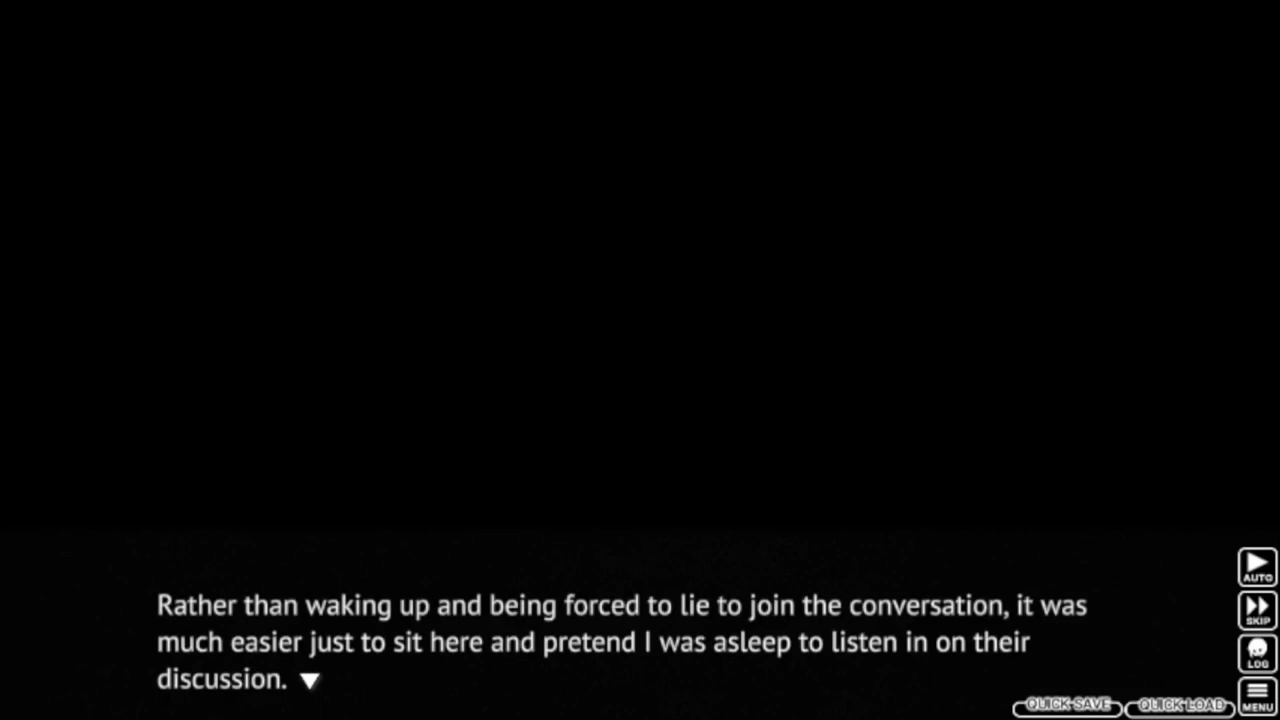 Rather than waking up and being forced to lie to join the conversation, it was
much easier just to sit here and pretend I was asleep to listen in on their
discussion.
AUTO
SKIP
LOG
MENU
QUICK SAVE QUICK LOAD